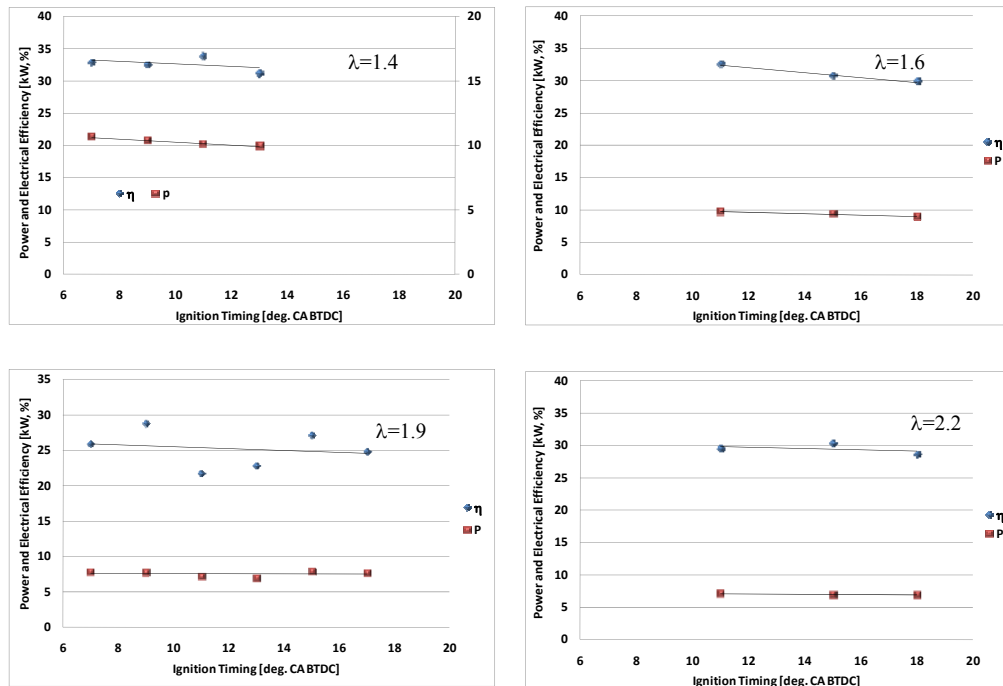 Power and Electrical Efficiency [kW, %]
40
35
30
25
20
15
10
5
0
20
15
10
5
0
λ=1.4
η p
6 8 10 12 14 16 18 20
Ignition Timing [deg. CA BTDC]
Power and Electrical Efficiency [kW, %]
40
35
30
25
20
15
10
5
0
λ=1.6
η
P
6 8 10 12 14 16 18 20
Ignition Timing [deg. CA BTDC]
Power and Electrical Efficiency [kW, %]
35
30
25
20
15
10
5
0
λ=1.9
η
P
6 8 10 12 14 16 18 20
Ignition Timing [deg. CA BTDC]
Power and Electrical Efficiency [kW, %]
40
35
30
25
20
15
10
5
0
λ=2.2
η
P
6 8 10 12 14 16 18 20
Ignition Timing [deg. CA BTDC]